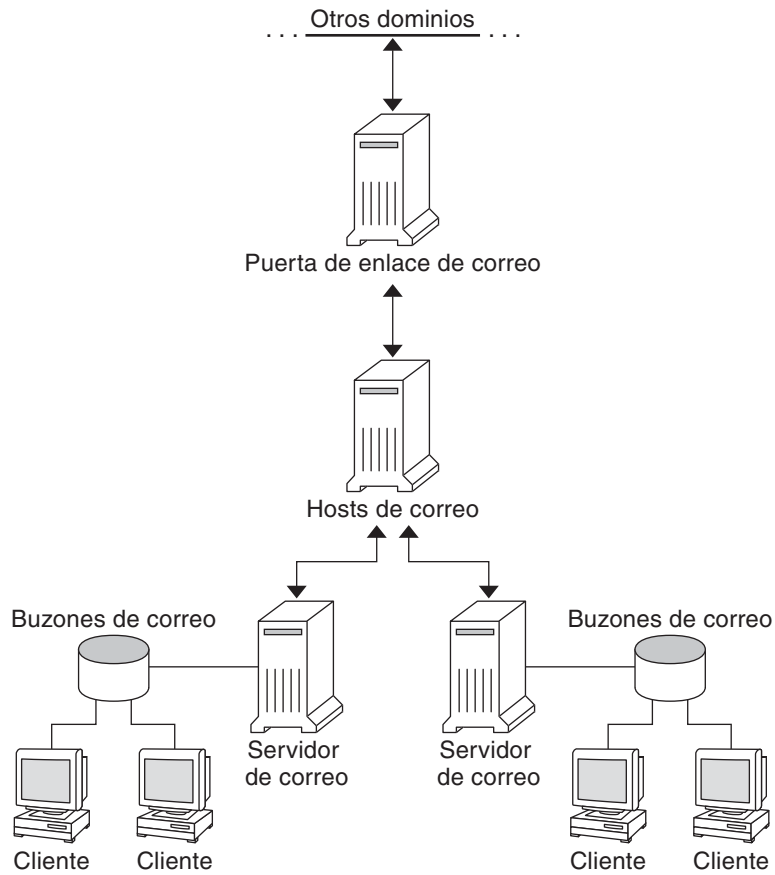 Otros dominios
. . . . . .
Puerta de enlace de correo
Hosts de correo
Buzones de correo
Buzones de correo
Servidor
de correo
Servidor
de correo
Cliente
Cliente
Cliente
Cliente